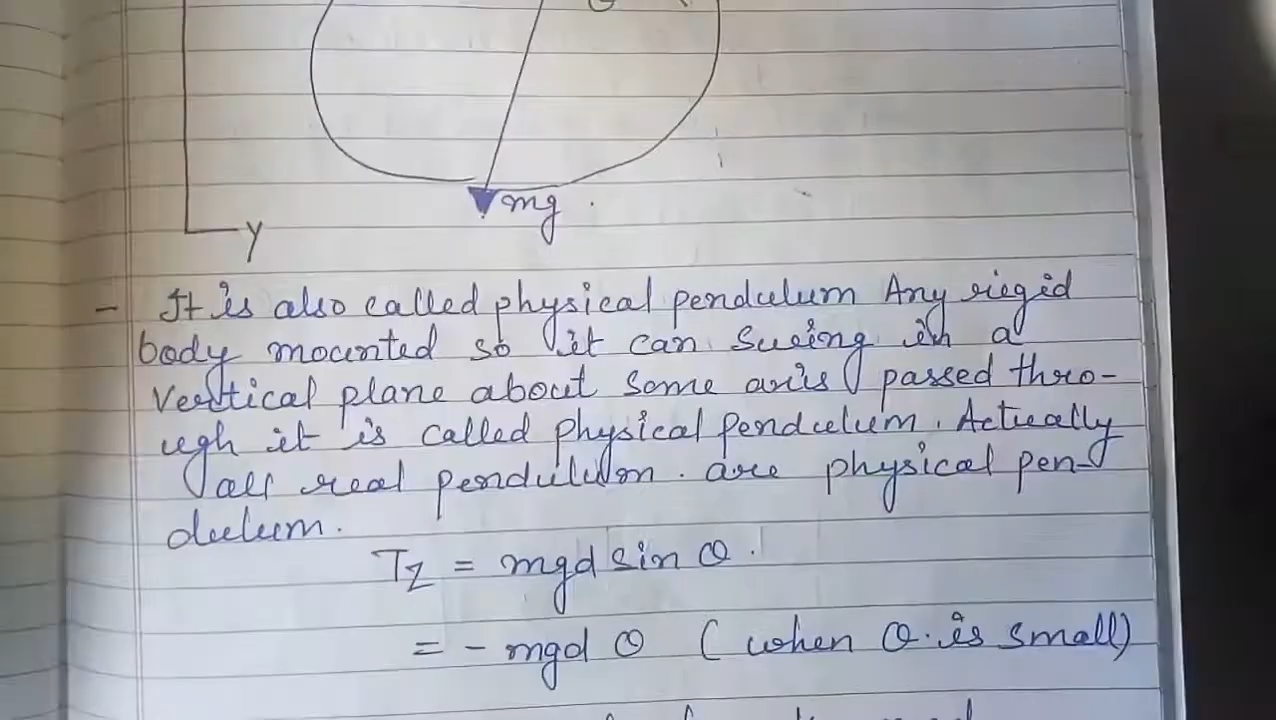 mg
Y
- It is also called physical pendulum Any riegid
body mounted so it can swing in a
vertical plane about some axis passed thro-
ugh it is called physical pendulum. Actually
all real pendulum. are physical pen-
dulum.
Tz = mgd sin θ.
= - mgd θ (when θ is small)